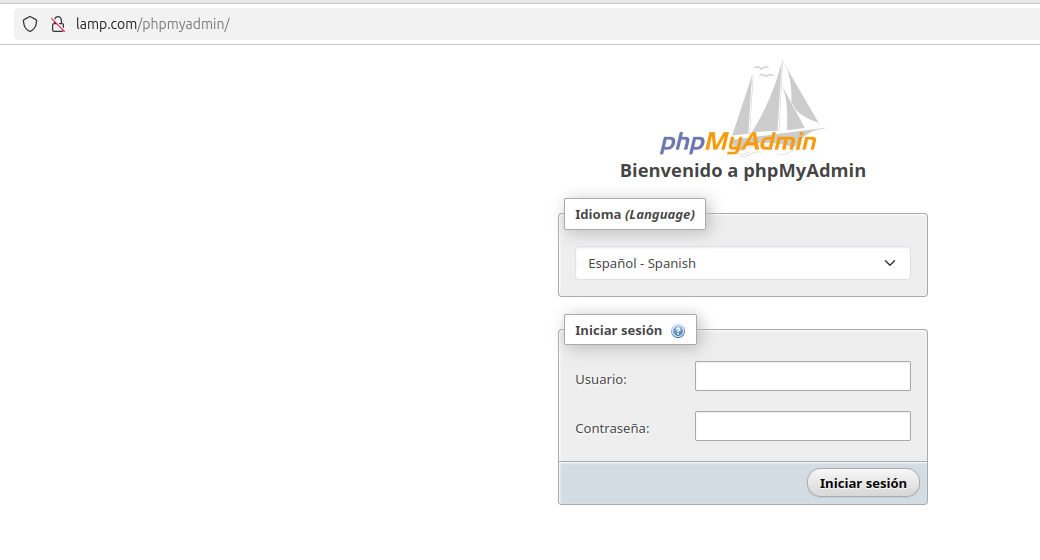 lamp.com/phpmyadmin/
phpMyAdmin
Bienvenido a phpMyAdmin
Idioma (Language)
Español - Spanish
Iniciar sesión ?
Usuario:
Contraseña:
Iniciar sesión